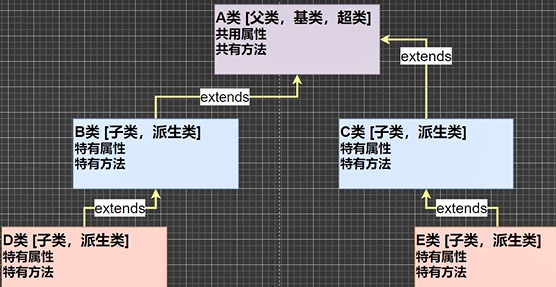 A类 [父类，基类，超类]
共用属性
共有方法
extends
extends
B类 [子类，派生类]
特有属性
特有方法
C类 [子类，派生类]
特有属性
特有方法
extends
extends
D类 [子类，派生类]
特有属性
特有方法
E类 [子类，派生类]
特有属性
特有方法